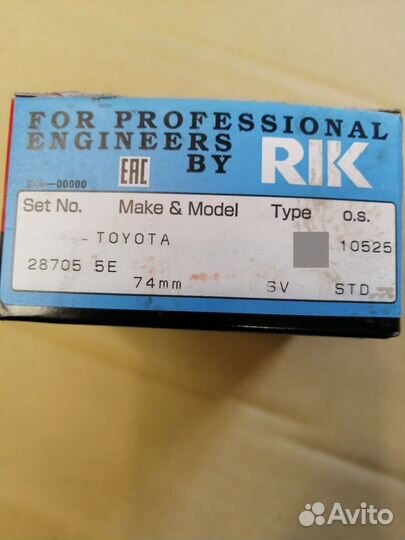 FOR PROFESSIONAL
ENGINEERS
BY RIK
EAC
Set No. Make & Model Type o.s.
- TOYOTA 10525
28705 5E
74mm SV STD
Avito